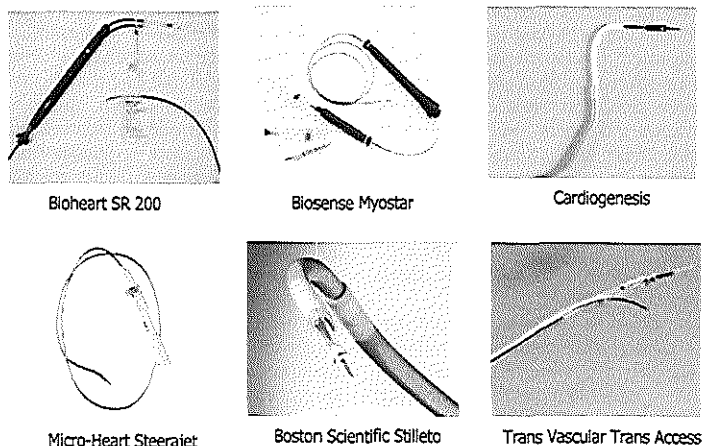 Bioheart SR 200
Biosense Myostar
Cardiogenesis
Micro-Heart Steerajet
Boston Scientific Stilleto
Trans Vascular Trans Access